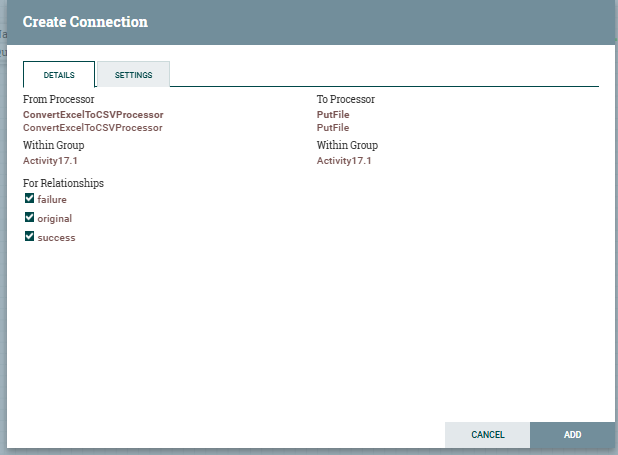 Create Connection
DETAILS
SETTINGS
From Processor
ConvertExcelToCSVProcessor
ConvertExcelToCSVProcessor
Within Group
Activity17.1
To Processor
PutFile
PutFile
Within Group
Activity17.1
For Relationships
failure
original
success
CANCEL
ADD